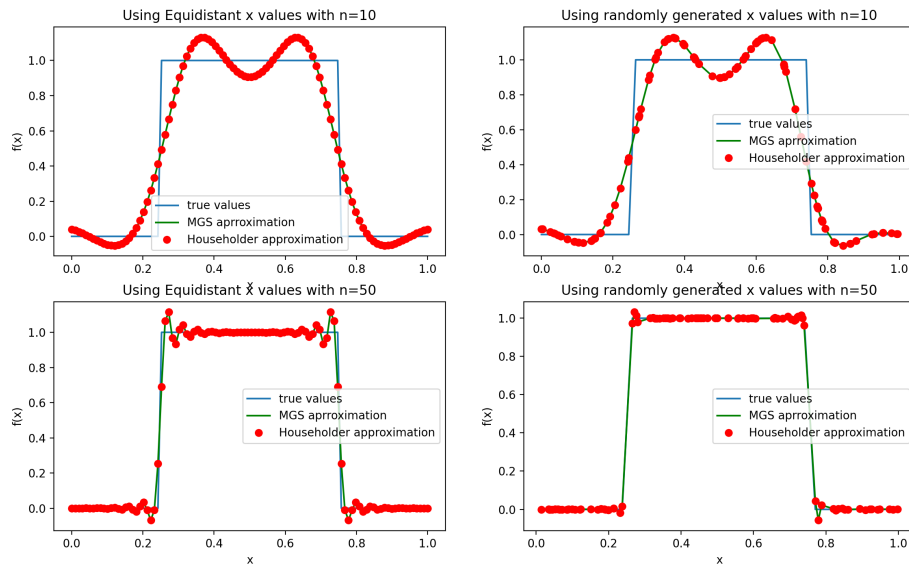 Using Equidistant x values with n=10
f(x)
1.0
0.8
0.6
0.4
0.2
0.0
true values
MGS aprroximation
Householder approximation
0.0 0.2 0.4 0.6 0.8 1.0
x
Using randomly generated x values with n=10
f(x)
1.0
0.8
0.6
0.4
0.2
0.0
true values
MGS aprroximation
Householder approximation
0.0 0.2 0.4 0.6 0.8 1.0
x
Using Equidistant x values with n=50
f(x)
1.0
0.8
0.6
0.4
0.2
0.0
true values
MGS aprroximation
Householder approximation
0.0 0.2 0.4 0.6 0.8 1.0
x
Using randomly generated x values with n=50
f(x)
1.0
0.8
0.6
0.4
0.2
0.0
true values
MGS aprroximation
Householder approximation
0.0 0.2 0.4 0.6 0.8 1.0
x